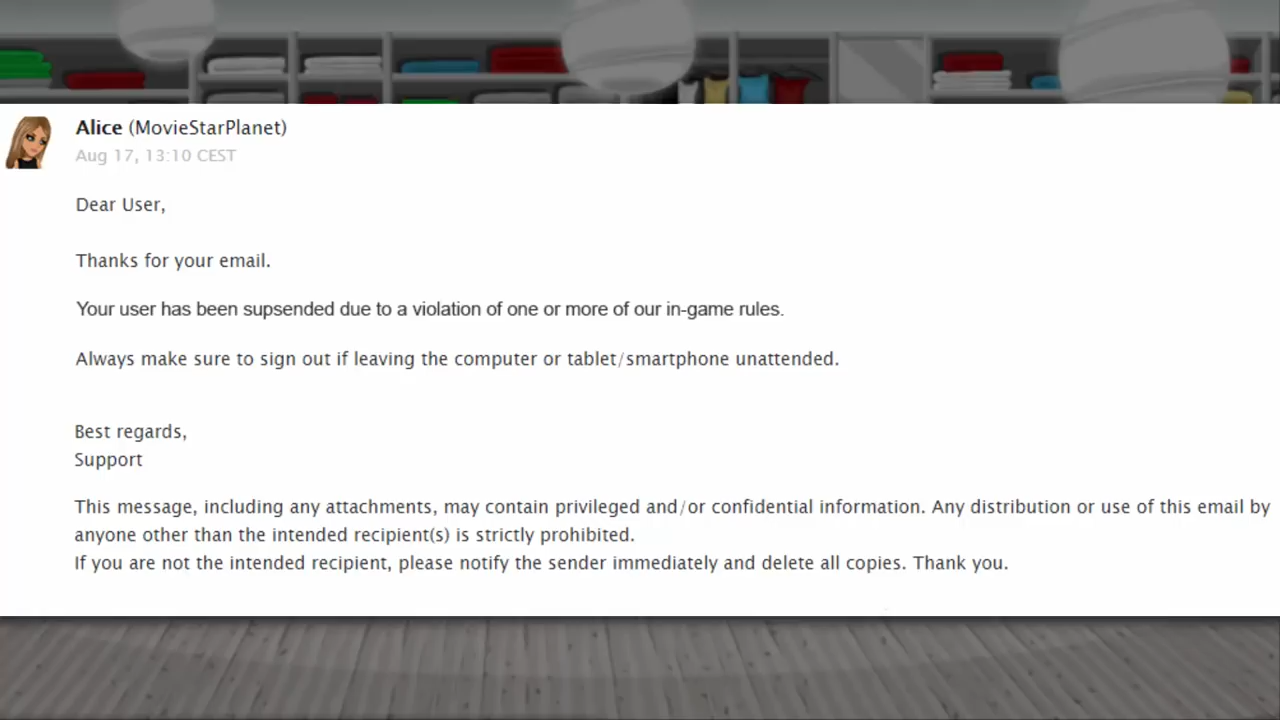 Alice (MovieStarPlanet)
Aug 17, 13:10 CEST
Dear User,
Thanks for your email.
Your user has been supsended due to a violation of one or more of our in-game rules.
Always make sure to sign out if leaving the computer or tablet/smartphone unattended.
Best regards,
Support
This message, including any attachments, may contain privileged and/or confidential information. Any distribution or use of this email by
anyone other than the intended recipient(s) is strictly prohibited.
If you are not the intended recipient, please notify the sender immediately and delete all copies. Thank you.